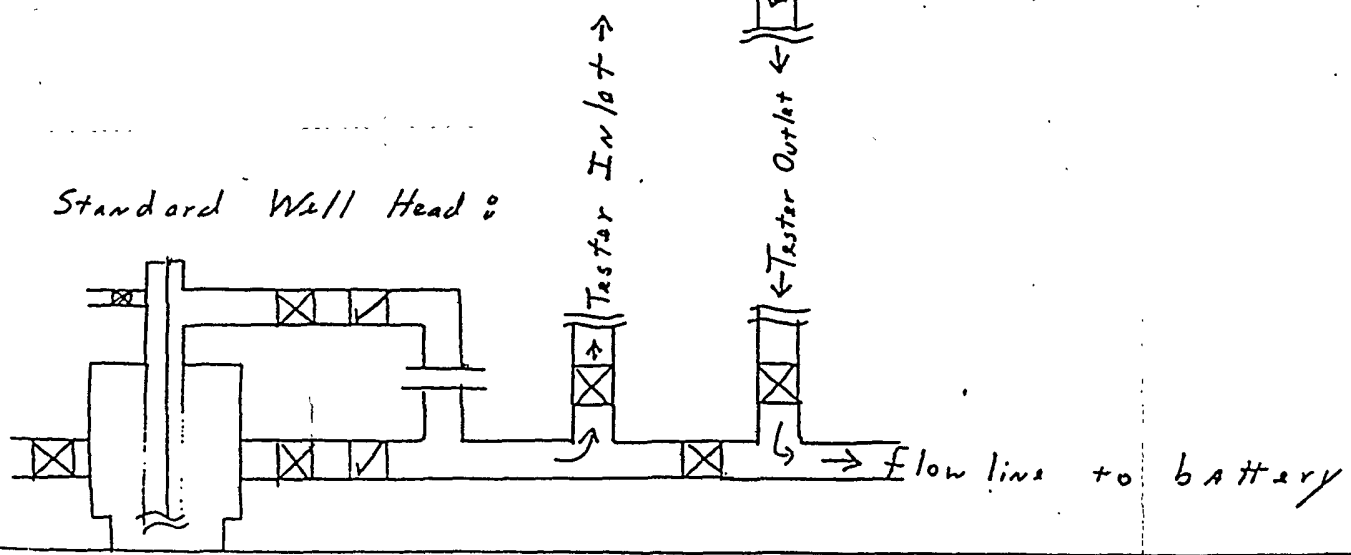 Tester Inlet →
← Tester Outlet ←
Standard Well Head :
flow line to battery